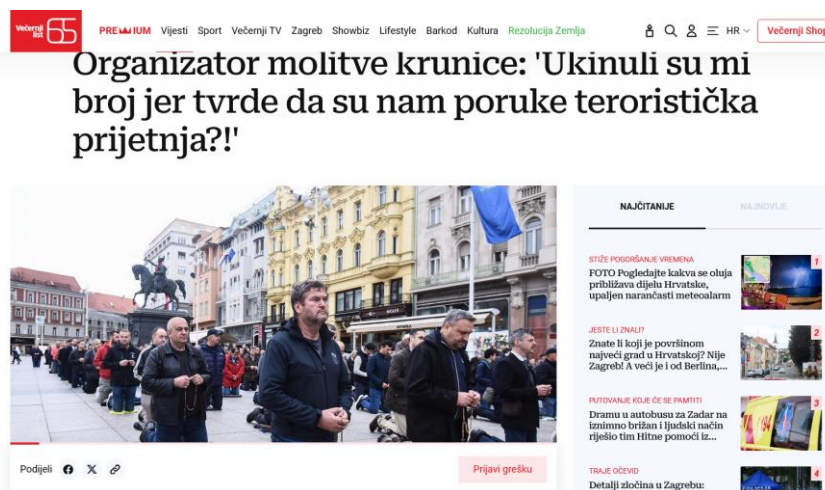 Večernji list 65
PREMIUM Vijesti Sport Večernji TV Zagreb Showbiz Lifestyle Barkod Kultura Rezolucija Zemlja HR Večernji Shop
Organizator molitve krunice: 'Ukinuli su mi
broj jer tvrde da su nam poruke teroristička
prijetnja?!'
NAJČITANIJE NAJNOVIJE
STIŽE POGORŠANJE VREMENA
1
FOTO Pogledajte kakva se oluja
približava dijelu Hrvatske,
upaljen narančasti meteoalarm
JESTE LI ZNALI?
2
Znate li koji je površinom
najveći grad u Hrvatskoj? Nije
Zagreb! A veći je i od Berlina,...
PUTOVANJE KOJE ĆE SE PAMTITI
3
Dramu u autobusu za Zadar na
iznimno brižan i ljudski način
riješio tim Hitne pomoći iz...
194
TRAJE OČEVID
4
Detalji zločina u Zagrebu:
POLICIJA
Podijeli
Prijavi grešku